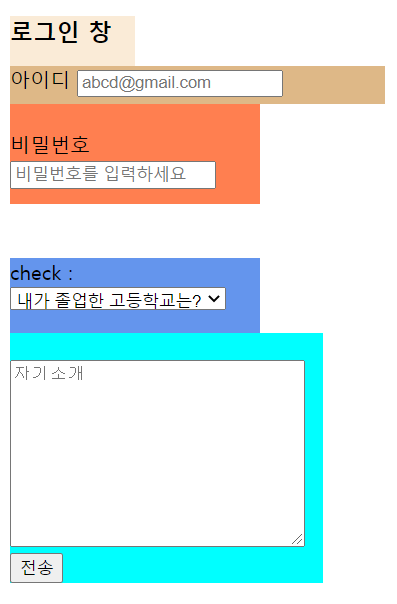 로그인 창
아이디 abcd@gmail.com
비밀번호
비밀번호를 입력하세요
check :
내가 졸업한 고등학교는?
자기소개
전송